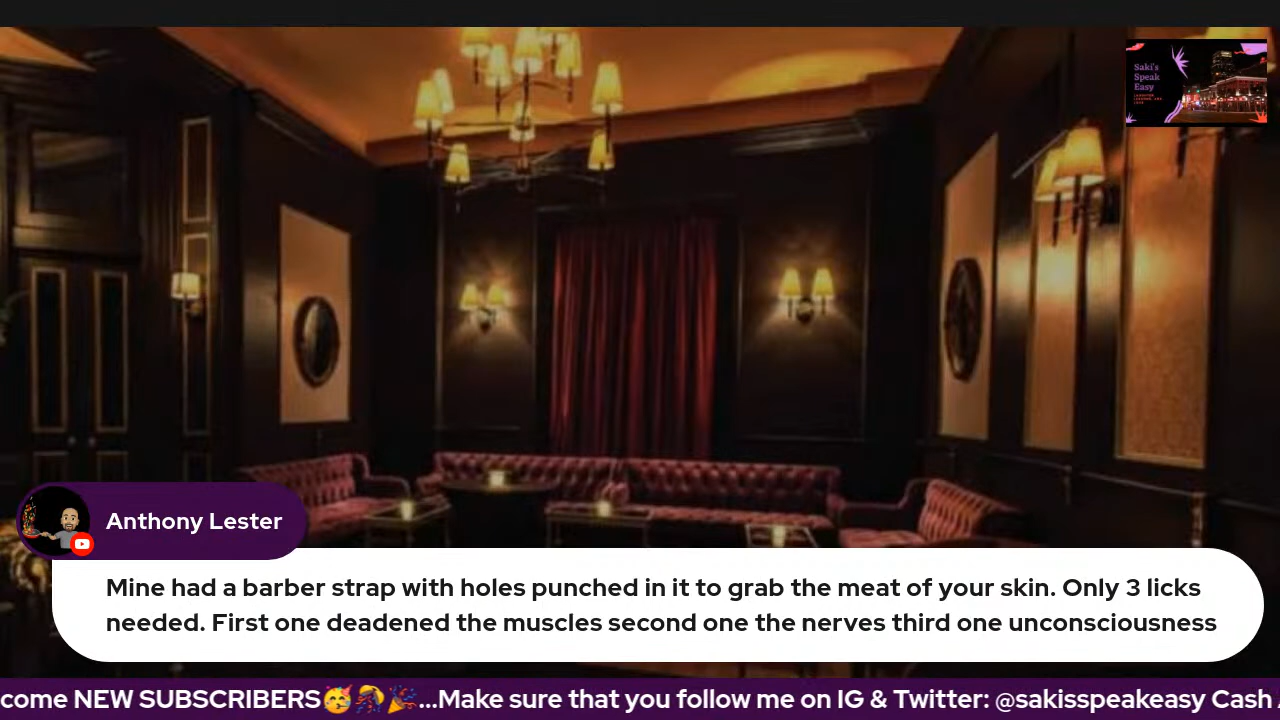 Saki's
Speak
Easy
Anthony Lester
Mine had a barber strap with holes punched in it to grab the meat of your skin. Only 3 licks
needed. First one deadened the muscles second one the nerves third one unconsciousness
come NEW SUBSCRIBERS🥳🎊🎉...Make sure that you follow me on IG & Twitter: @sakisspeakeasy Cash